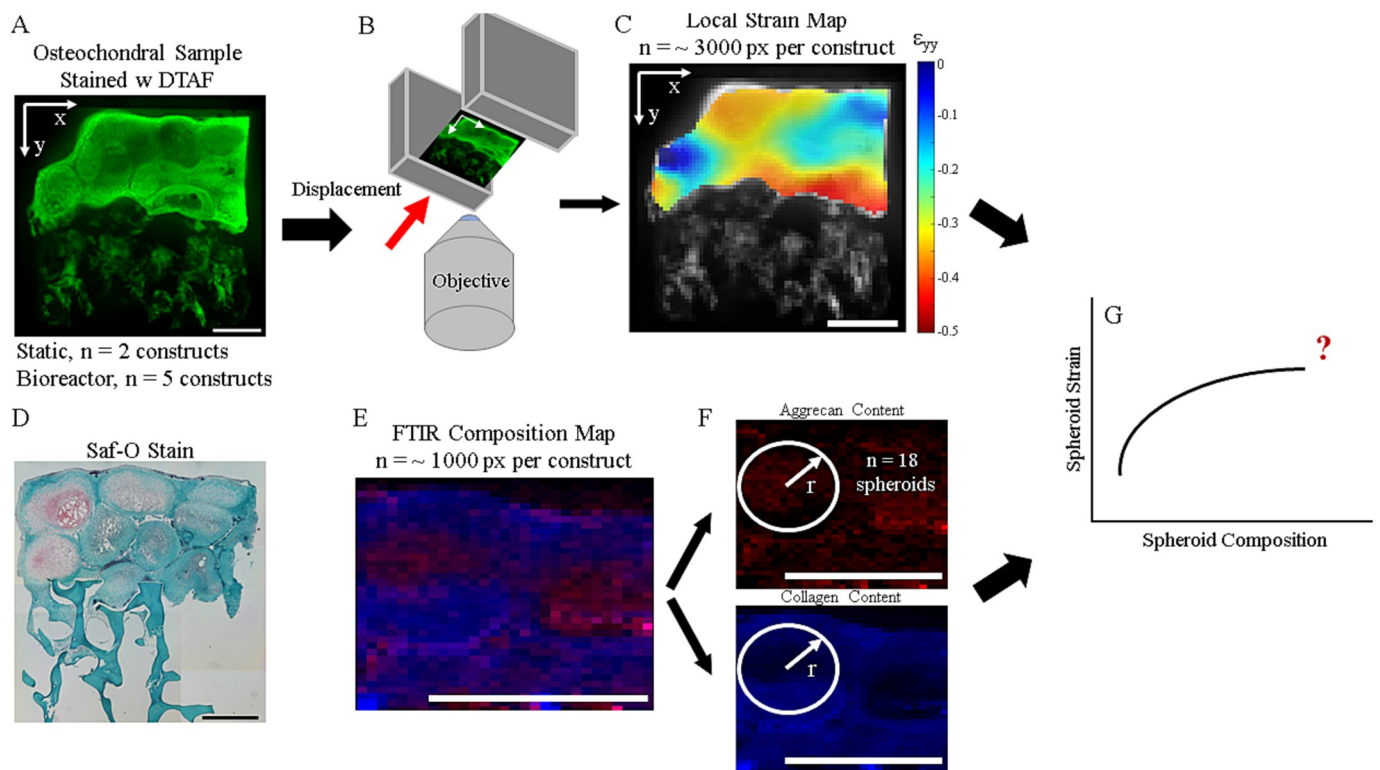 A
Osteochondral Sample
Stained w DTAF
x
y
Static, n = 2 constructs
Bioreactor, n = 5 constructs
B
Displacement
Objective
C
Local Strain Map
n = ~ 3000 px per construct
x
y
εyy
0
-0.1
-0.2
-0.3
-0.4
-0.5
D
Saf-O Stain
E
FTIR Composition Map
n = ~ 1000 px per construct
F
Aggrecan Content
r
n = 18
spheroids
Collagen Content
r
G
?
Spheroid Strain
Spheroid Composition